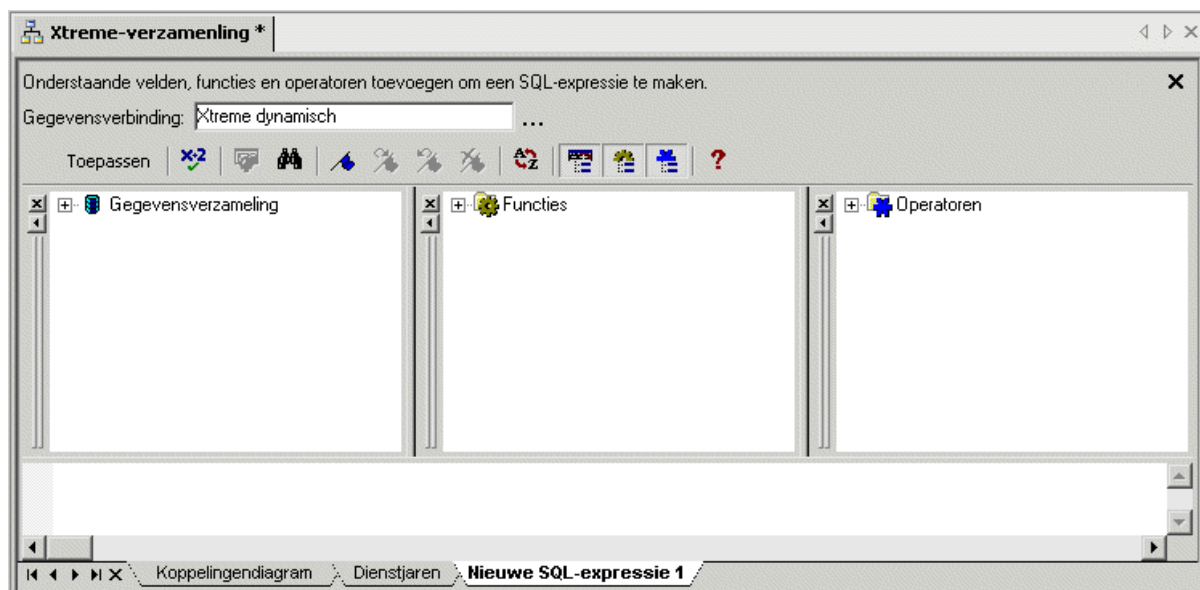 Xtreme-verzamenling *
Onderstaande velden, functies en operatoren toevoegen om een SQL-expressie te maken.
Gegevensverbinding: Xtreme dynamisch ...
Toepassen
Gegevensverzameling
Functies
Operatoren
Koppelingendiagram Dienstjaren Nieuwe SQL-expressie 1